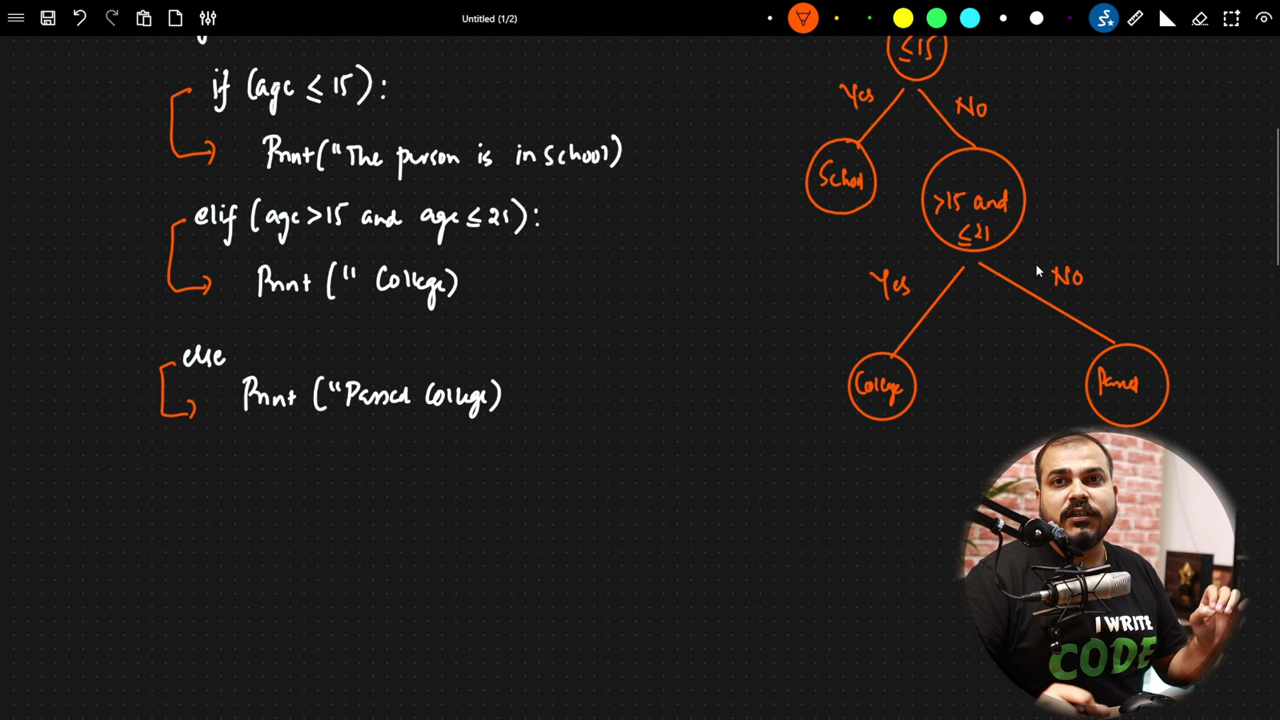 Untitled (1/2)
if (age ≤ 15):
Print("The person is in School)
elif (age >15 and age ≤ 21):
Print (" College)
else
Print ("Passed College)
≤15
Yes
No
School
>15 and
≤21
Yes
No
College
Passed
I WRITE
CODE